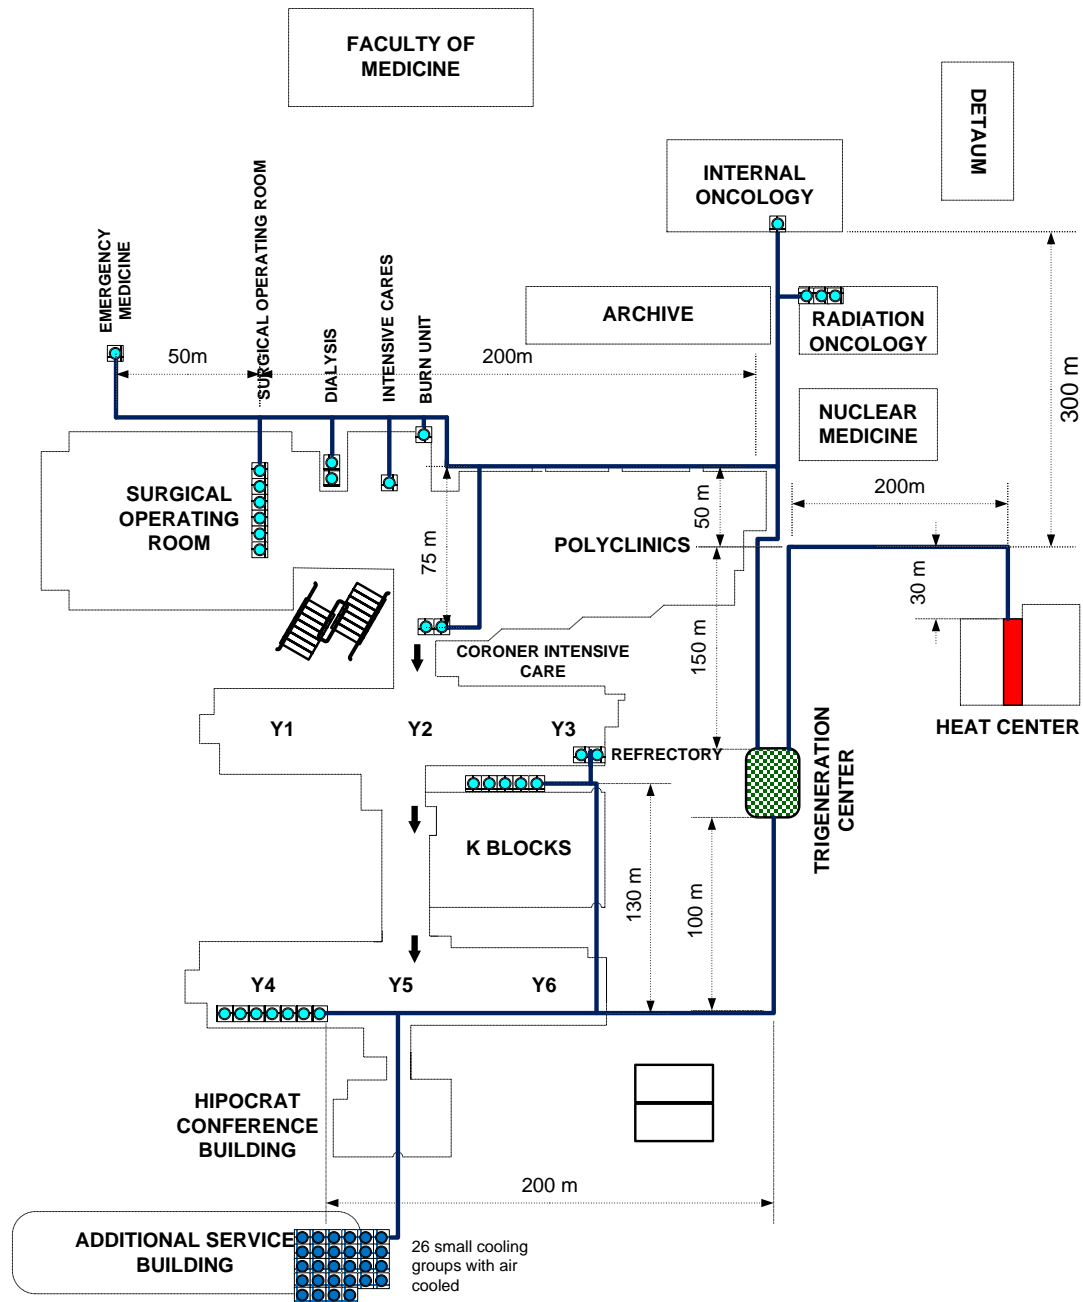 FACULTY OF
MEDICINE
DETAUM
INTERNAL
ONCOLOGY
EMERGENCY
MEDICINE
SURGICAL OPERATING ROOM
DIALYSIS
INTENSIVE CARES
BURN UNIT
ARCHIVE
RADIATION
ONCOLOGY
50m
200m
300 m
NUCLEAR
MEDICINE
SURGICAL
OPERATING
ROOM
75 m
50 m
200m
POLYCLINICS
30 m
150 m
CORONER INTENSIVE
CARE
Y1
Y2
Y3
REFRECTORY
HEAT CENTER
TRIGENERATION
CENTER
K BLOCKS
130 m
100 m
Y4
Y5
Y6
HIPOCRAT
CONFERENCE
BUILDING
200 m
ADDITIONAL SERVICE
BUILDING
26 small cooling
groups with air
cooled